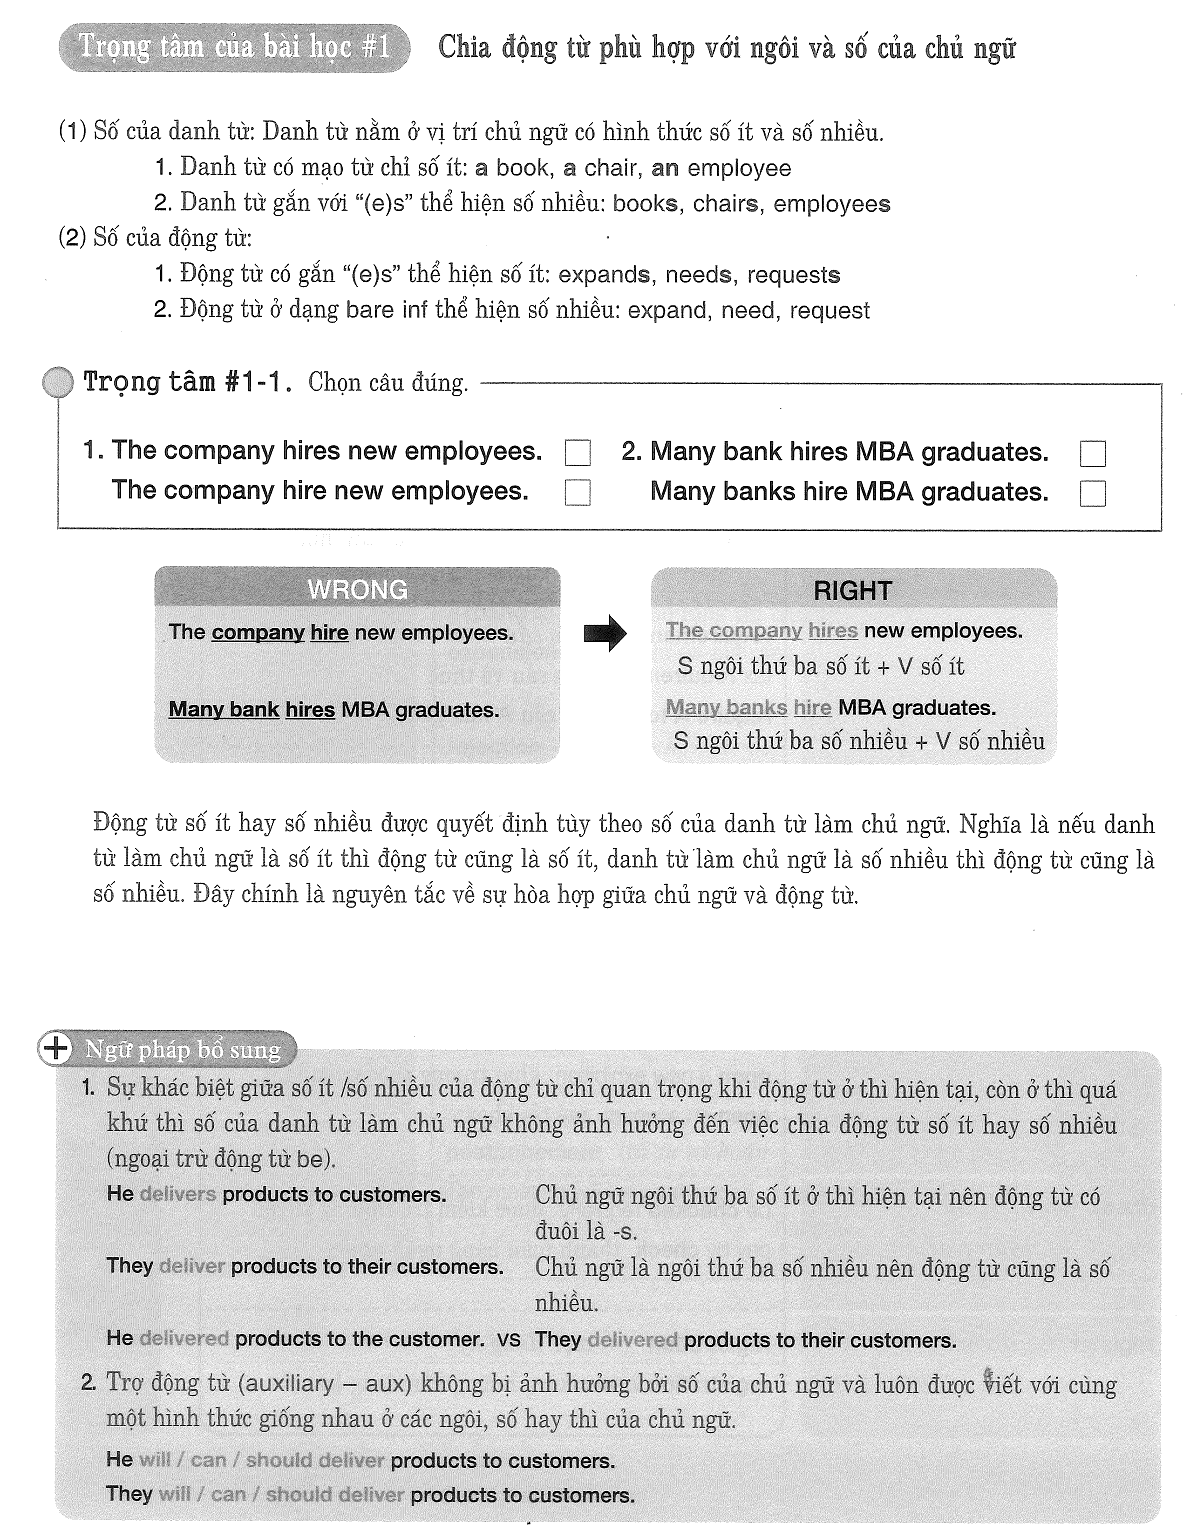 Trọng tâm của bài học #1 Chia động từ phù hợp với ngôi và số của chủ ngữ
(1) Số của danh từ: Danh từ nằm ở vị trí chủ ngữ có hình thức số ít và số nhiều.
1. Danh từ có mạo từ chỉ số ít: a book, a chair, an employee
2. Danh từ gắn với “(e)s” thể hiện số nhiều: books, chairs, employees
(2) Số của động từ:
1. Động từ có gắn “(e)s” thể hiện số ít: expands, needs, requests
2. Động từ ở dạng bare inf thể hiện số nhiều: expand, need, request
Trọng tâm #1-1. Chọn câu đúng.
1. The company hires new employees.
The company hire new employees.
2. Many bank hires MBA graduates.
Many banks hire MBA graduates.
WRONG
The company hire new employees.
Many bank hires MBA graduates.
RIGHT
The company hires new employees.
S ngôi thứ ba số ít + V số ít
Many banks hire MBA graduates.
S ngôi thứ ba số nhiều + V số nhiều
Động từ số ít hay số nhiều được quyết định tùy theo số của danh từ làm chủ ngữ. Nghĩa là nếu danh
từ làm chủ ngữ là số ít thì động từ cũng là số ít, danh từ làm chủ ngữ là số nhiều thì động từ cũng là
số nhiều. Đây chính là nguyên tắc về sự hòa hợp giữa chủ ngữ và động từ.
+ Ngữ pháp bổ sung
1. Sự khác biệt giữa số ít /số nhiều của động từ chỉ quan trọng khi động từ ở thì hiện tại, còn ở thì quá
khứ thì số của danh từ làm chủ ngữ không ảnh hưởng đến việc chia động từ số ít hay số nhiều
(ngoại trừ động từ be).
He delivers products to customers. Chủ ngữ ngôi thứ ba số ít ở thì hiện tại nên động từ có
đuôi là -s.
They deliver products to their customers. Chủ ngữ là ngôi thứ ba số nhiều nên động từ cũng là số
nhiều.
He delivered products to the customer. vs They delivered products to their customers.
2. Trợ động từ (auxiliary – aux) không bị ảnh hưởng bởi số của chủ ngữ và luôn được viết với cùng
một hình thức giống nhau ở các ngôi, số hay thì của chủ ngữ.
He will / can / should deliver products to customers.
They will / can / should deliver products to customers.